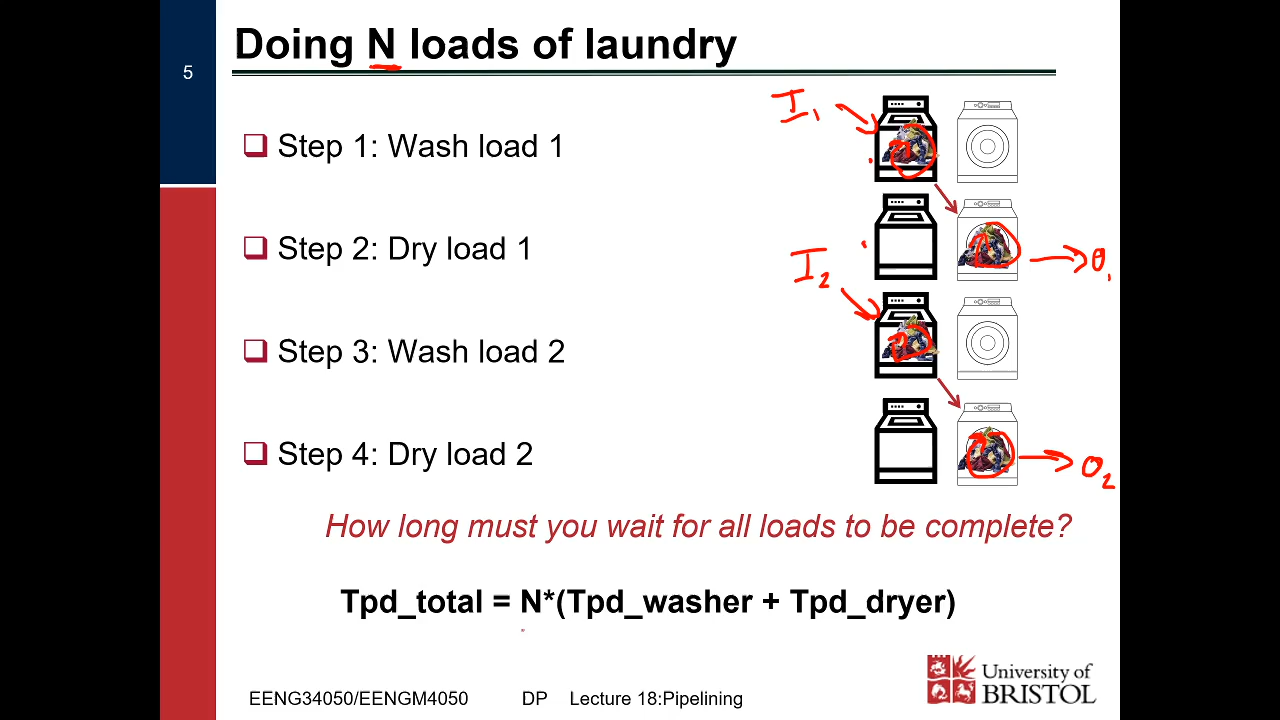 Doing N loads of laundry
5
I1
Step 1: Wash load 1
Step 2: Dry load 1
O1
I2
Step 3: Wash load 2
Step 4: Dry load 2
O2
How long must you wait for all loads to be complete?
Tpd_total = N*(Tpd_washer + Tpd_dryer)
EENG34050/EENGM4050 DP Lecture 18:Pipelining
University of
BRISTOL